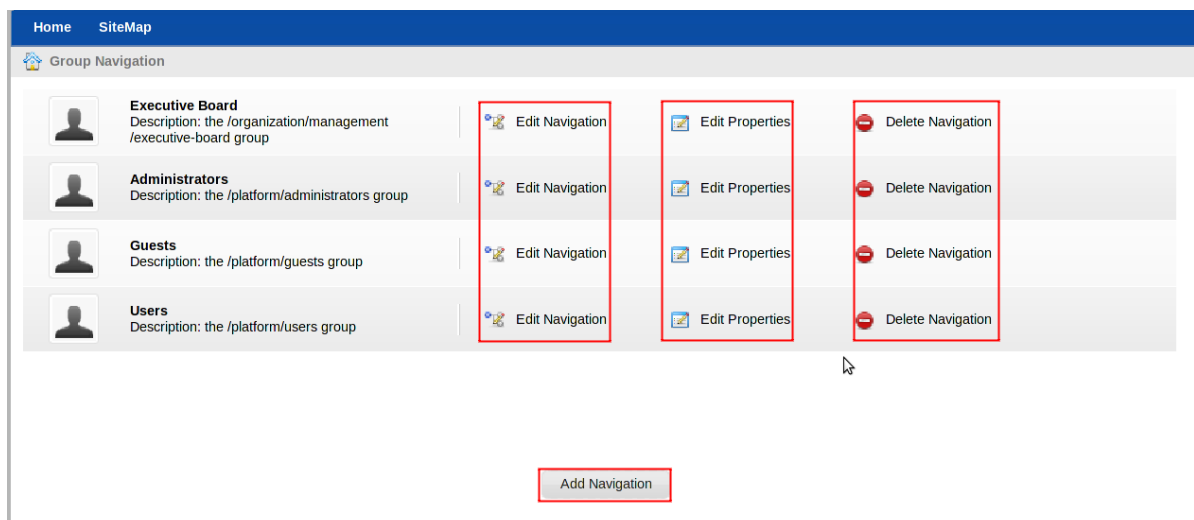 Home SiteMap
Group Navigation
Executive Board
Description: the /organization/management
/executive-board group
Edit Navigation Edit Properties Delete Navigation
Administrators
Description: the /platform/administrators group
Edit Navigation Edit Properties Delete Navigation
Guests
Description: the /platform/guests group
Edit Navigation Edit Properties Delete Navigation
Users
Description: the /platform/users group
Edit Navigation Edit Properties Delete Navigation
Add Navigation